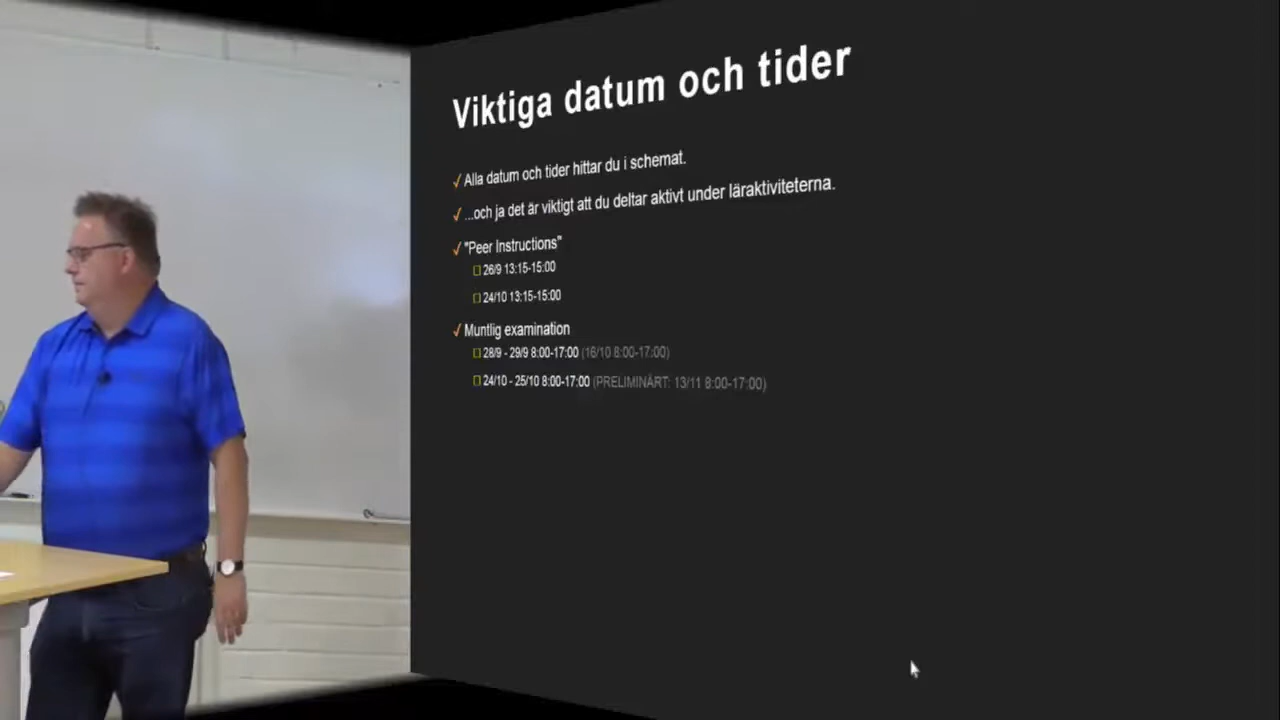 Viktiga datum och tider
Alla datum och tider hittar du i schemat.
...och ja det är viktigt att du deltar aktivt under läraktiviteterna.
"Peer Instructions"
26/9 13:15-15:00
24/10 13:15-15:00
Muntlig examination
28/9 - 29/9 8:00-17:00 (16/10 8:00-17:00)
24/10 - 25/10 8:00-17:00 (PRELIMINÄRT: 13/11 8:00-17:00)